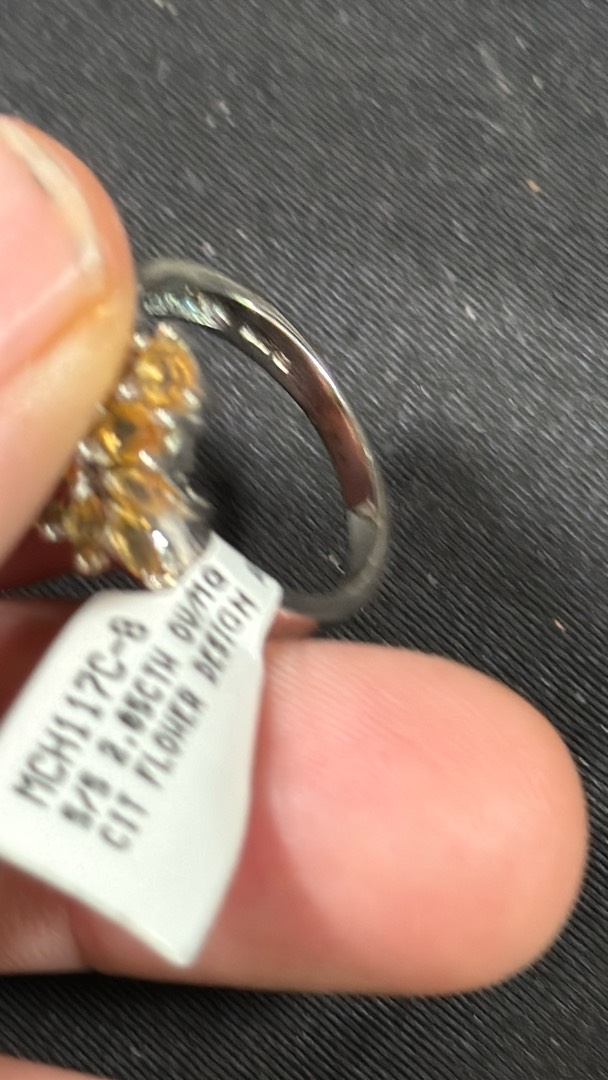 MCH117C-8
S/S 2.05CTW OV/MQ
CIT FLOWER DESIGN